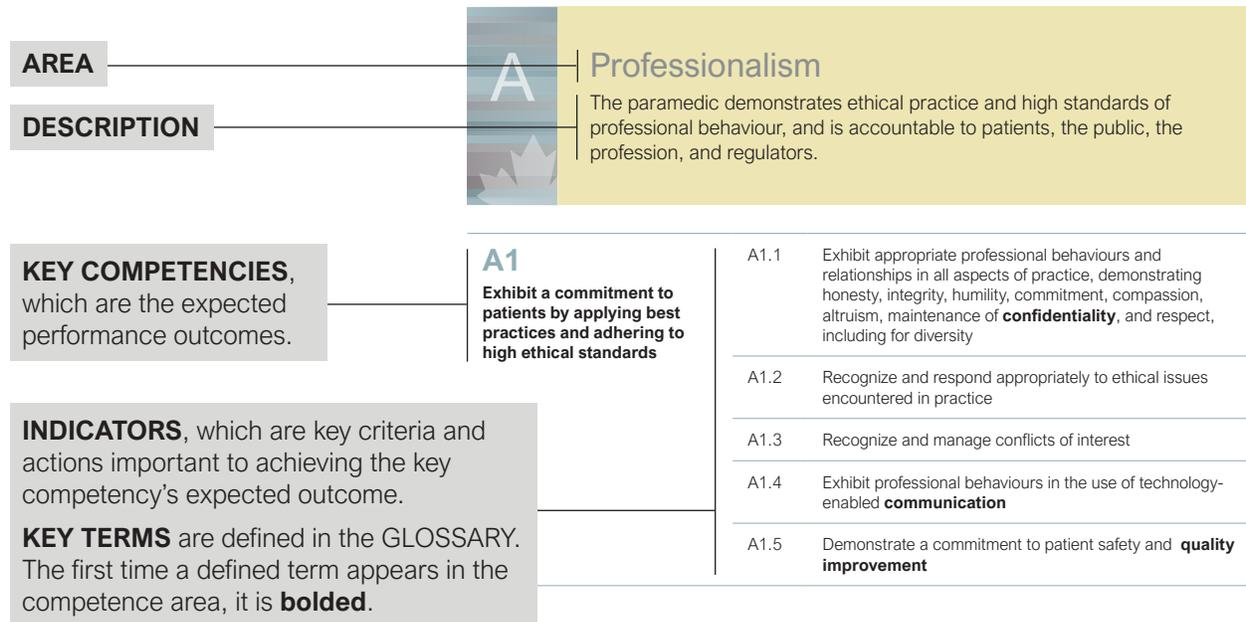 AREA
A
Professionalism
DESCRIPTION
The paramedic demonstrates ethical practice and high standards of
professional behaviour, and is accountable to patients, the public, the
profession, and regulators.
KEY COMPETENCIES,
which are the expected
performance outcomes.
A1
Exhibit a commitment to
patients by applying best
practices and adhering to
high ethical standards
INDICATORS, which are key criteria and
actions important to achieving the key
competency's expected outcome.
KEY TERMS are defined in the GLOSSARY.
The first time a defined term appears in the
competence area, it is bolded.
A1.1 Exhibit appropriate professional behaviours and
relationships in all aspects of practice, demonstrating
honesty, integrity, humility, commitment, compassion,
altruism, maintenance of confidentiality, and respect,
including for diversity
A1.2 Recognize and respond appropriately to ethical issues
encountered in practice
A1.3 Recognize and manage conflicts of interest
A1.4 Exhibit professional behaviours in the use of technology-
enabled communication
A1.5 Demonstrate a commitment to patient safety and quality
improvement